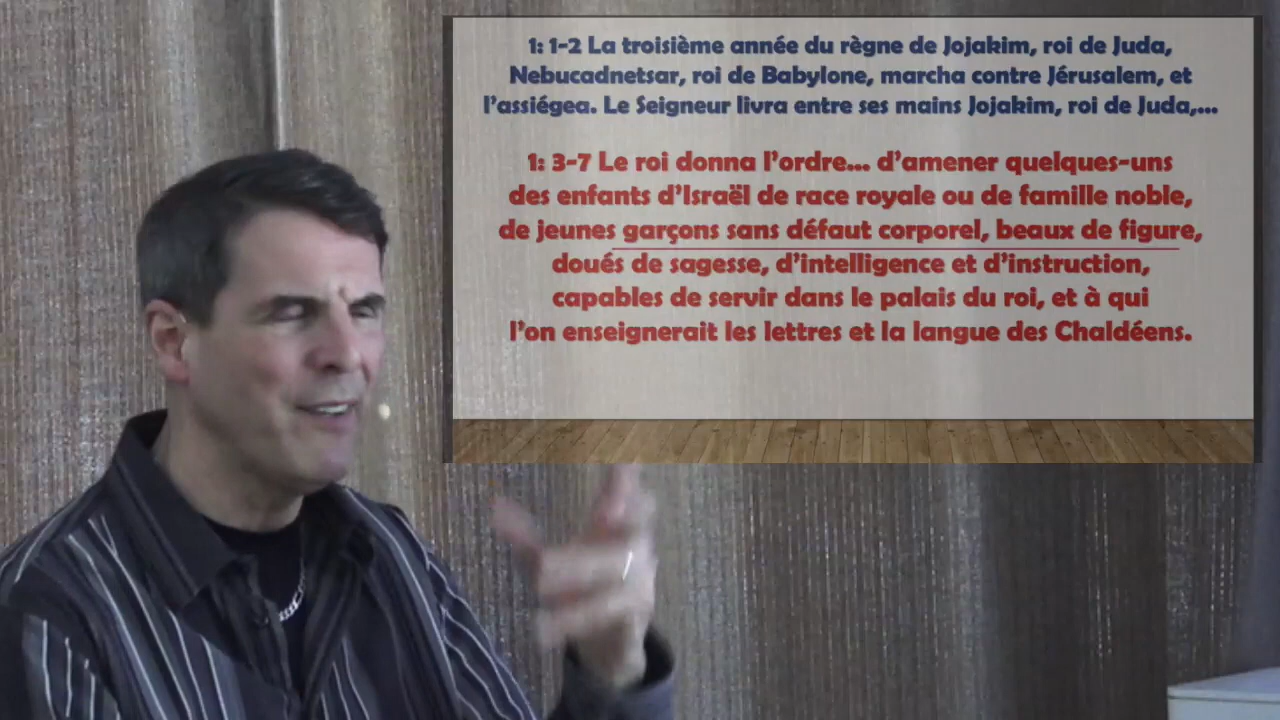 1: 1-2 La troisième année du règne de Jojakim, roi de Juda,
Nebucadnetsar, roi de Babylone, marcha contre Jérusalem, et
l'assiégea. Le Seigneur livra entre ses mains Jojakim, roi de Juda,...
1: 3-7 Le roi donna l'ordre... d'amener quelques-uns
des enfants d'Israël de race royale ou de famille noble,
de jeunes garçons sans défaut corporel, beaux de figure,
doués de sagesse, d'intelligence et d'instruction,
capables de servir dans le palais du roi, et à qui
l'on enseignerait les lettres et la langue des Chaldéens.